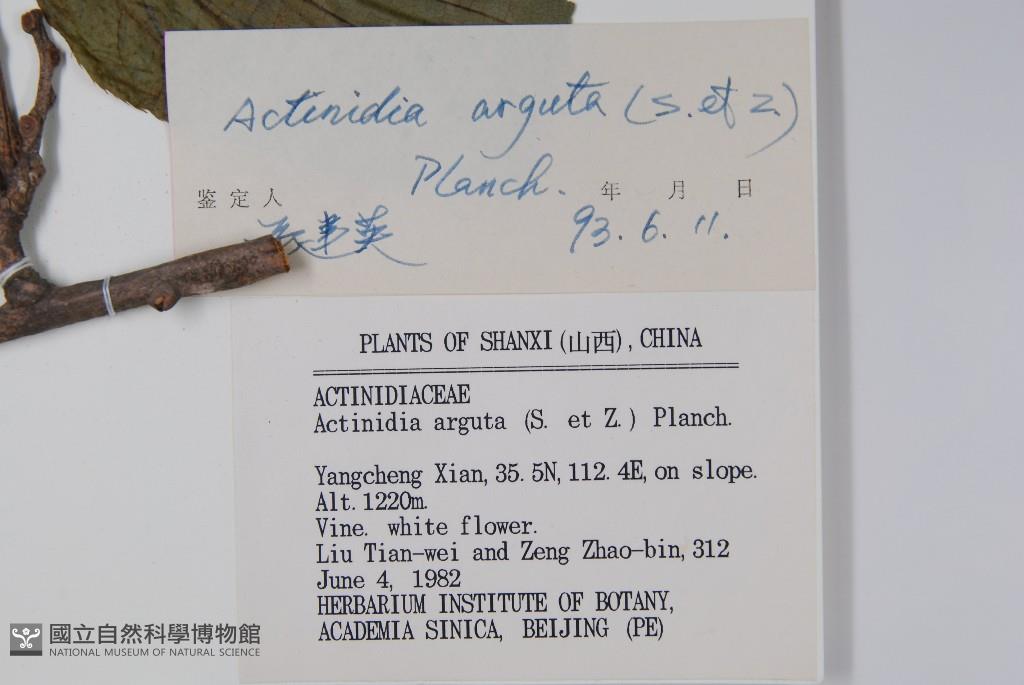 Actinidia arguta (S. et Z.)
Planch.
鉴定人 年 月 日
93. 6. 11.
PLANTS OF SHANXI (山西), CHINA
ACTINIDIACEAE
Actinidia arguta (S. et Z.) Planch.
Yangcheng Xian, 35.5N, 112.4E, on slope.
Alt. 1220m.
Vine. white flower.
Liu Tian-wei and Zeng Zhao-bin, 312
June 4, 1982
HERBARIUM INSTITUTE OF BOTANY,
ACADEMIA SINICA, BEIJING (PE)
國立自然科學博物館
NATIONAL MUSEUM OF NATURAL SCIENCE